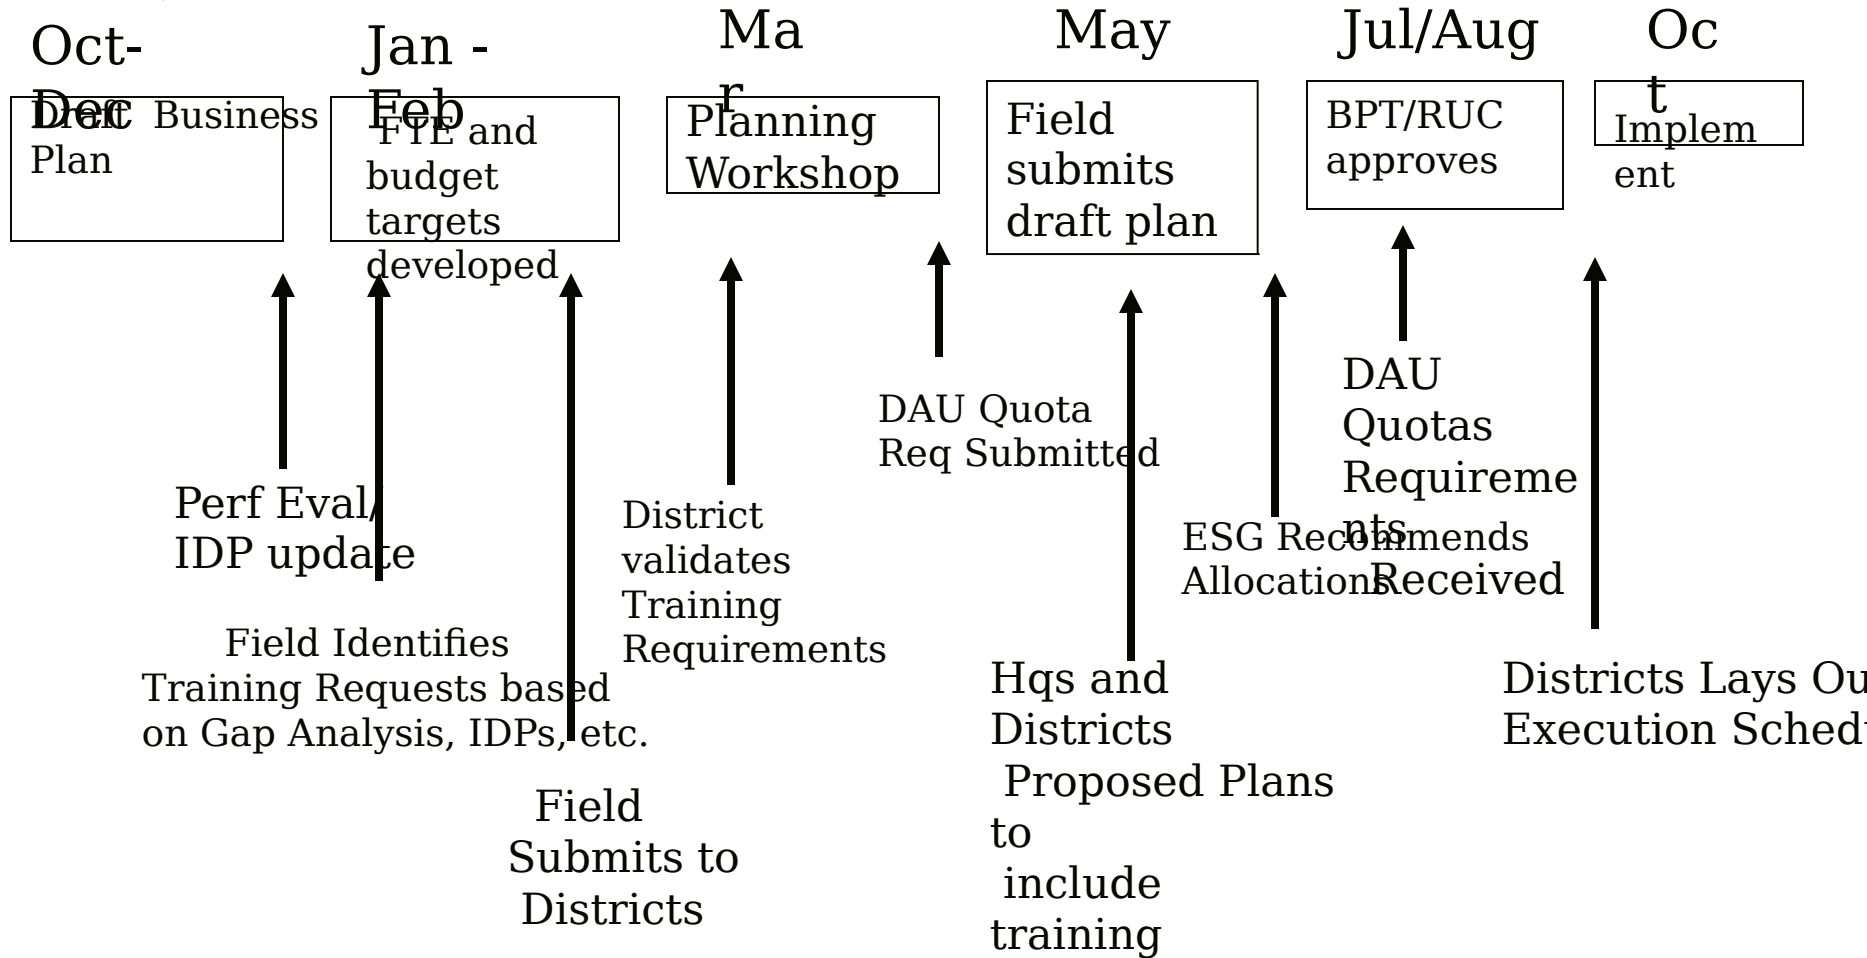 Oct-
Dec
Jan -
Feb
Ma
r
May
Jul/Aug
Oc
t
Draft  Business
Plan
FTE and
budget
targets
developed
Planning
Workshop
Field
submits
draft plan
BPT/RUC
approves
Implem
ent
Perf Eval/
IDP update
Field Identifies
Training Requests based
on Gap Analysis, IDPs, etc.
Field
Submits to
Districts
District
validates
Training
Requirements
DAU Quota
Req Submitted
Hqs and
Districts
Proposed Plans
to
include
training
ESG Recommends
Allocations
DAU
Quotas
Requireme
nts
Received
Districts Lays
Execution